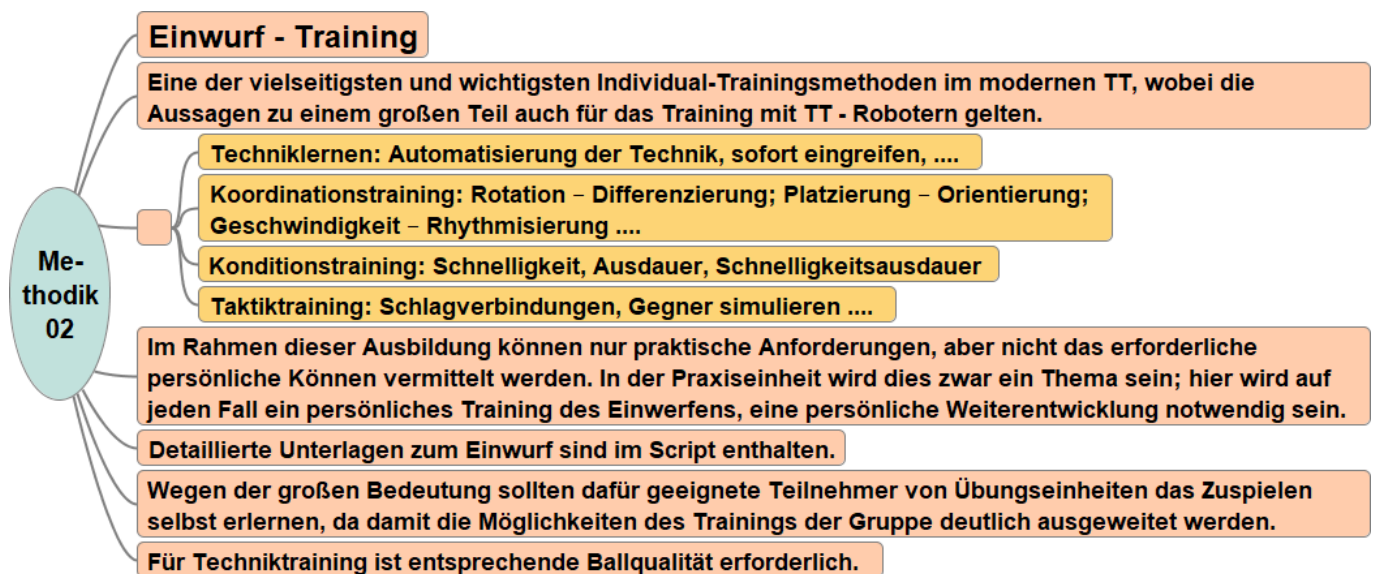 Einwurf - Training
Eine der vielseitigsten und wichtigsten Individual-Trainingsmethoden im modernen TT, wobei die
Aussagen zu einem großen Teil auch für das Training mit TT - Robotern gelten.
Techniklernen: Automatisierung der Technik, sofort eingreifen, ....
Koordinationstraining: Rotation – Differenzierung; Platzierung – Orientierung;
Geschwindigkeit – Rhythmisierung ....
Konditionstraining: Schnelligkeit, Ausdauer, Schnelligkeitsausdauer
Taktiktraining: Schlagverbindungen, Gegner simulieren ....
Me-
thodik
02
Im Rahmen dieser Ausbildung können nur praktische Anforderungen, aber nicht das erforderliche
persönliche Können vermittelt werden. In der Praxiseinheit wird dies zwar ein Thema sein; hier wird auf
jeden Fall ein persönliches Training des Einwerfens, eine persönliche Weiterentwicklung notwendig sein.
Detaillierte Unterlagen zum Einwurf sind im Script enthalten.
Wegen der großen Bedeutung sollten dafür geeignete Teilnehmer von Übungseinheiten das Zuspielen
selbst erlernen, da damit die Möglichkeiten des Trainings der Gruppe deutlich ausgeweitet werden.
Für Techniktraining ist entsprechende Ballqualität erforderlich.